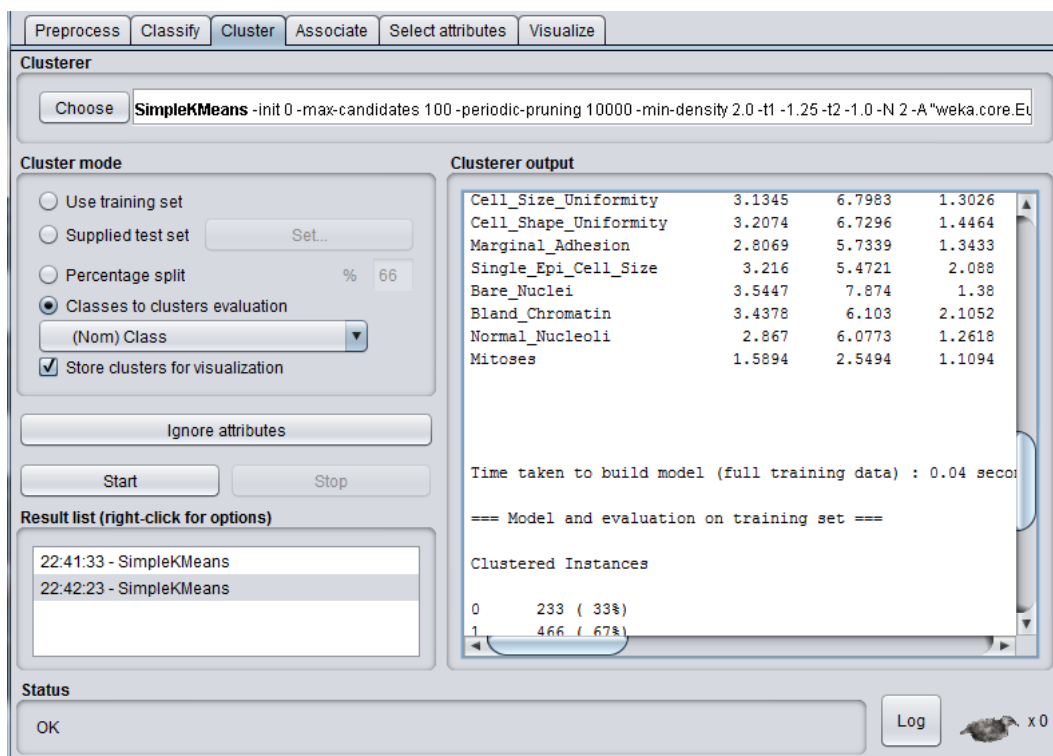 Preprocess Classify Cluster Associate Select attributes Visualize
Clusterer
Choose SimpleKMeans -init 0 -max-candidates 100 -periodic-pruning 10000 -min-density 2.0 -t1 -1.25 -t2 -1.0 -N 2 -A "weka.core.Eu
Cluster mode
Use training set
Supplied test set Set...
Percentage split % 66
Classes to clusters evaluation
(Nom) Class
Store clusters for visualization
Ignore attributes
Start Stop
Result list (right-click for options)
22:41:33 - SimpleKMeans
22:42:23 - SimpleKMeans
Clusterer output
Cell_Size_Uniformity 3.1345 6.7983 1.3026
Cell_Shape_Uniformity 3.2074 6.7296 1.4464
Marginal_Adhesion 2.8069 5.7339 1.3433
Single_Epi_Cell_Size 3.216 5.4721 2.088
Bare_Nuclei 3.5447 7.874 1.38
Bland_Chromatin 3.4378 6.103 2.1052
Normal_Nucleoli 2.867 6.0773 1.2618
Mitoses 1.5894 2.5494 1.1094
Time taken to build model (full training data) : 0.04 secon
=== Model and evaluation on training set ===
Clustered Instances
0 233 ( 33%)
1 466 ( 67%)
Status
OK
Log x 0